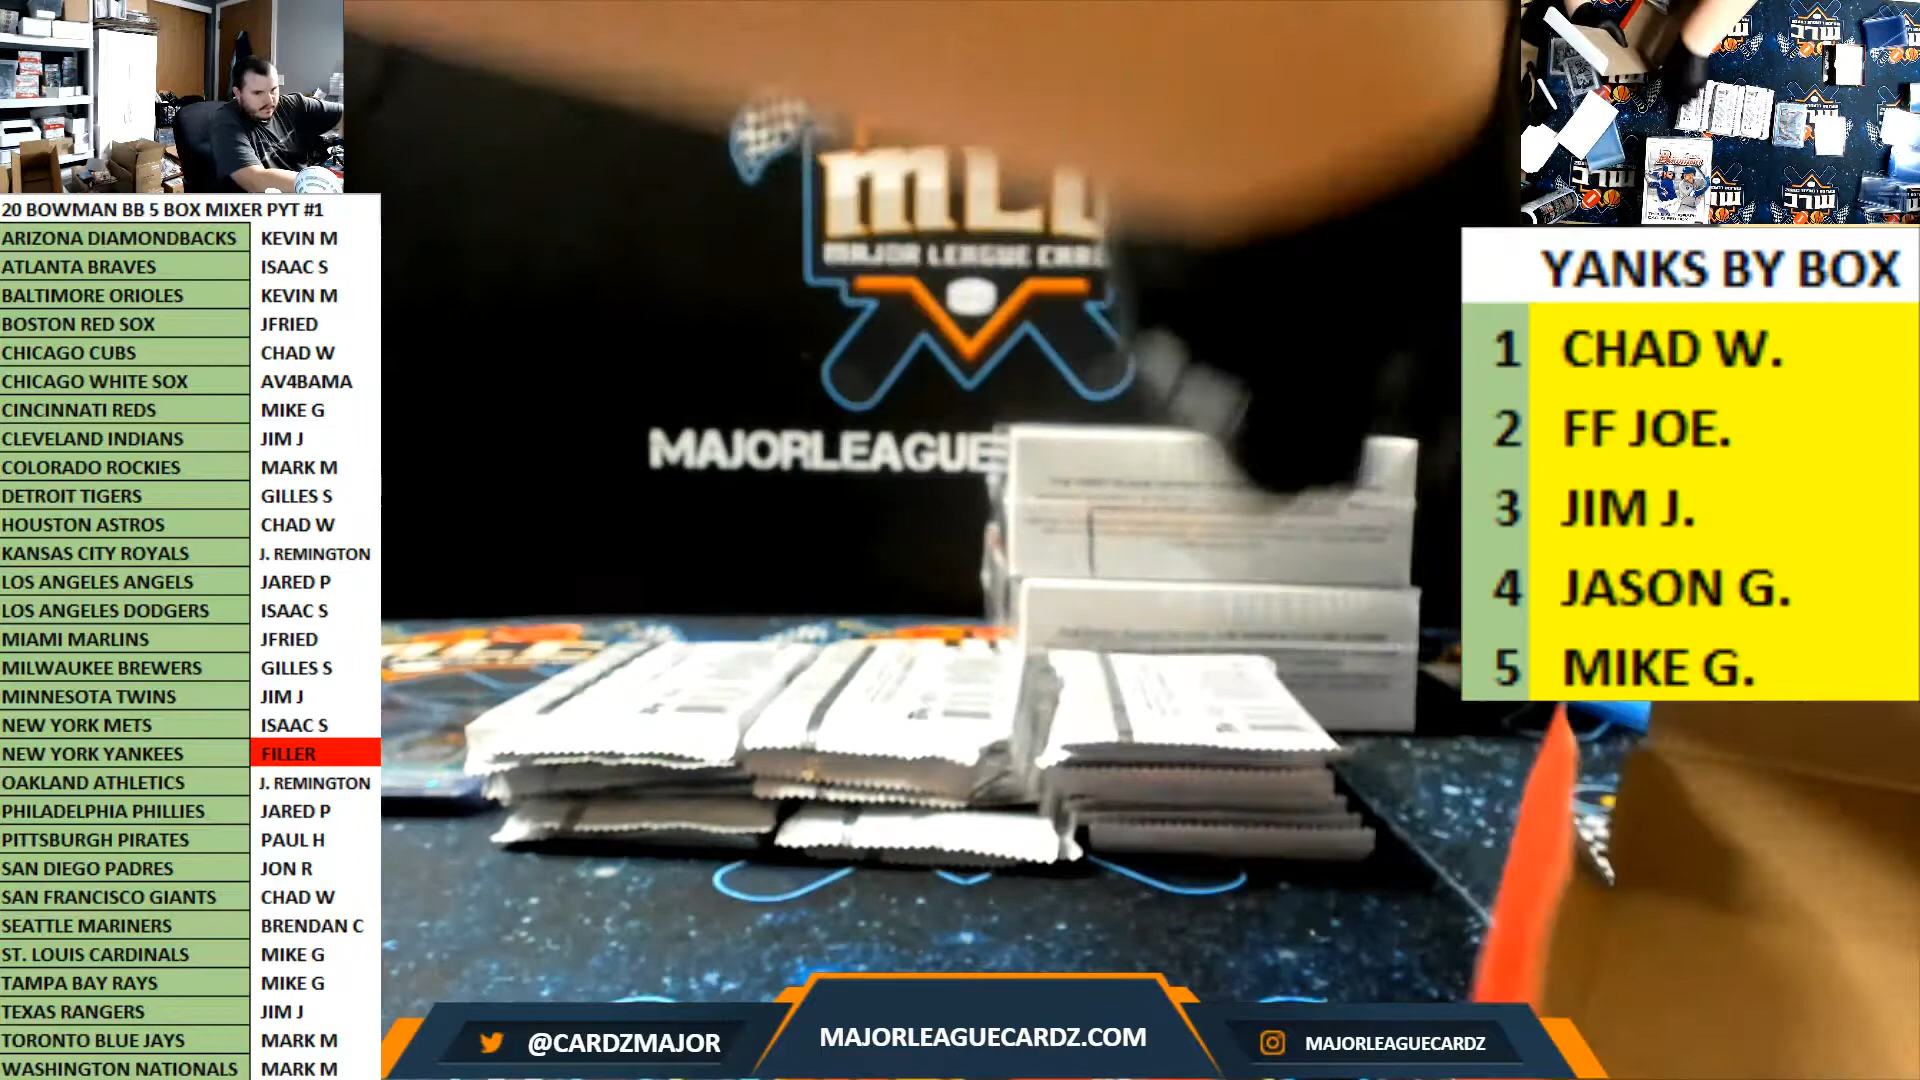 20 BOWMAN BB 5 BOX MIXER PYT #1
ARIZONA DIAMONDBACKS KEVIN M
ATLANTA BRAVES ISAAC S
BALTIMORE ORIOLES KEVIN M
BOSTON RED SOX JFRIED
CHICAGO CUBS CHAD W
CHICAGO WHITE SOX AV4BAMA
CINCINNATI REDS MIKE G
CLEVELAND INDIANS JIM J
COLORADO ROCKIES MARK M
DETROIT TIGERS GILLES S
HOUSTON ASTROS CHAD W
KANSAS CITY ROYALS J. REMINGTON
LOS ANGELES ANGELS JARED P
LOS ANGELES DODGERS ISAAC S
MIAMI MARLINS JFRIED
MILWAUKEE BREWERS GILLES S
MINNESOTA TWINS JIM J
NEW YORK METS ISAAC S
NEW YORK YANKEES FILLER
OAKLAND ATHLETICS J. REMINGTON
PHILADELPHIA PHILLIES JARED P
PITTSBURGH PIRATES PAUL H
SAN DIEGO PADRES JON R
SAN FRANCISCO GIANTS CHAD W
SEATTLE MARINERS BRENDAN C
ST. LOUIS CARDINALS MIKE G
TAMPA BAY RAYS MIKE G
TEXAS RANGERS JIM J
TORONTO BLUE JAYS MARK M
WASHINGTON NATIONALS MARK M
MAJOR LEAGUE CARD
MAJORLEAGUE
YANKS BY BOX
1 CHAD W.
2 FF JOE.
3 JIM J.
4 JASON G.
5 MIKE G.
@CARDZMAJOR
MAJORLEAGUECARDZ.COM
MAJORLEAGUECARDZ